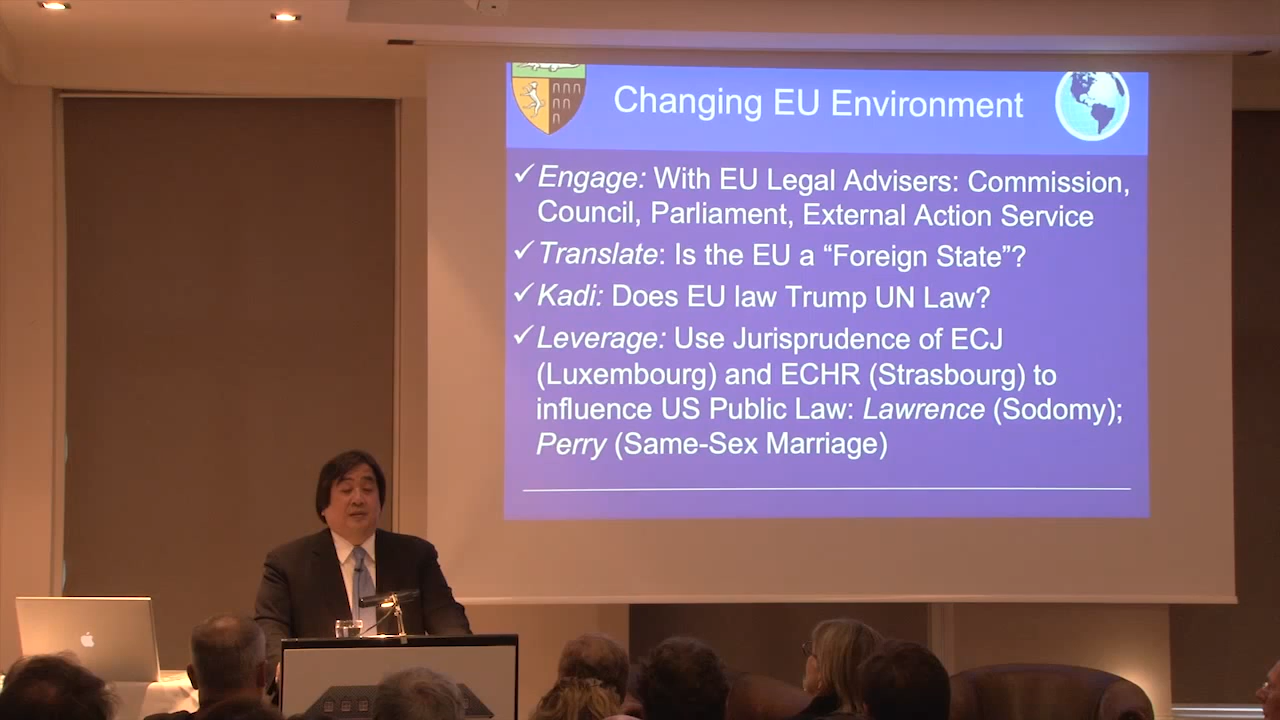 Changing EU Environment
✓Engage: With EU Legal Advisers: Commission,
Council, Parliament, External Action Service
✓Translate: Is the EU a “Foreign State”?
✓Kadi: Does EU law Trump UN Law?
✓Leverage: Use Jurisprudence of ECJ
(Luxembourg) and ECHR (Strasbourg) to
influence US Public Law: Lawrence (Sodomy);
Perry (Same-Sex Marriage)